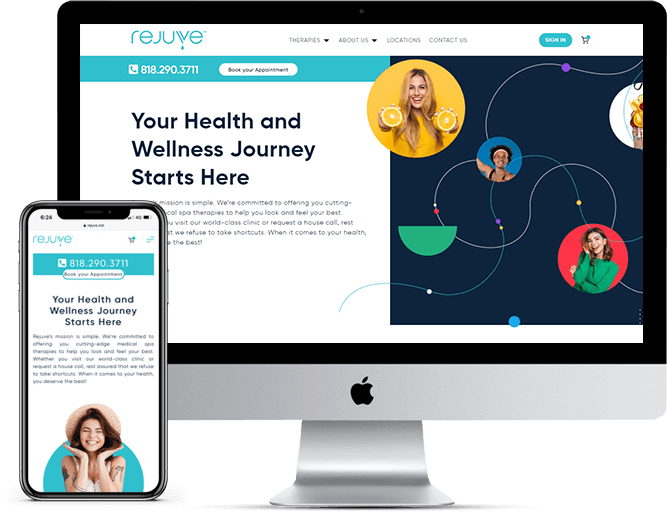 rejuve™
THERAPIES ABOUT US LOCATIONS CONTACT US
SIGN IN
818.290.3711 Book your Appointment
Your Health and
Wellness Journey
Starts Here
mission is simple. We're committed to offering you cutting-
spa therapies to help you look and feel your best.
you visit our world-class clinic or request a house call, rest
that we refuse to take shortcuts. When it comes to your health,
the best!
6:24 4G
rejuve.md
rejuve
818.290.3711
Book your Appointment
Your Health and
Wellness Journey
Starts Here
Rejuve's mission is simple. We're committed to
offering you cutting-edge medical spa
therapies to help you look and feel your best.
Whether you visit our world-class clinic or
request a house call, rest assured that we refuse
to take shortcuts. When it comes to your health,
you deserve the best!